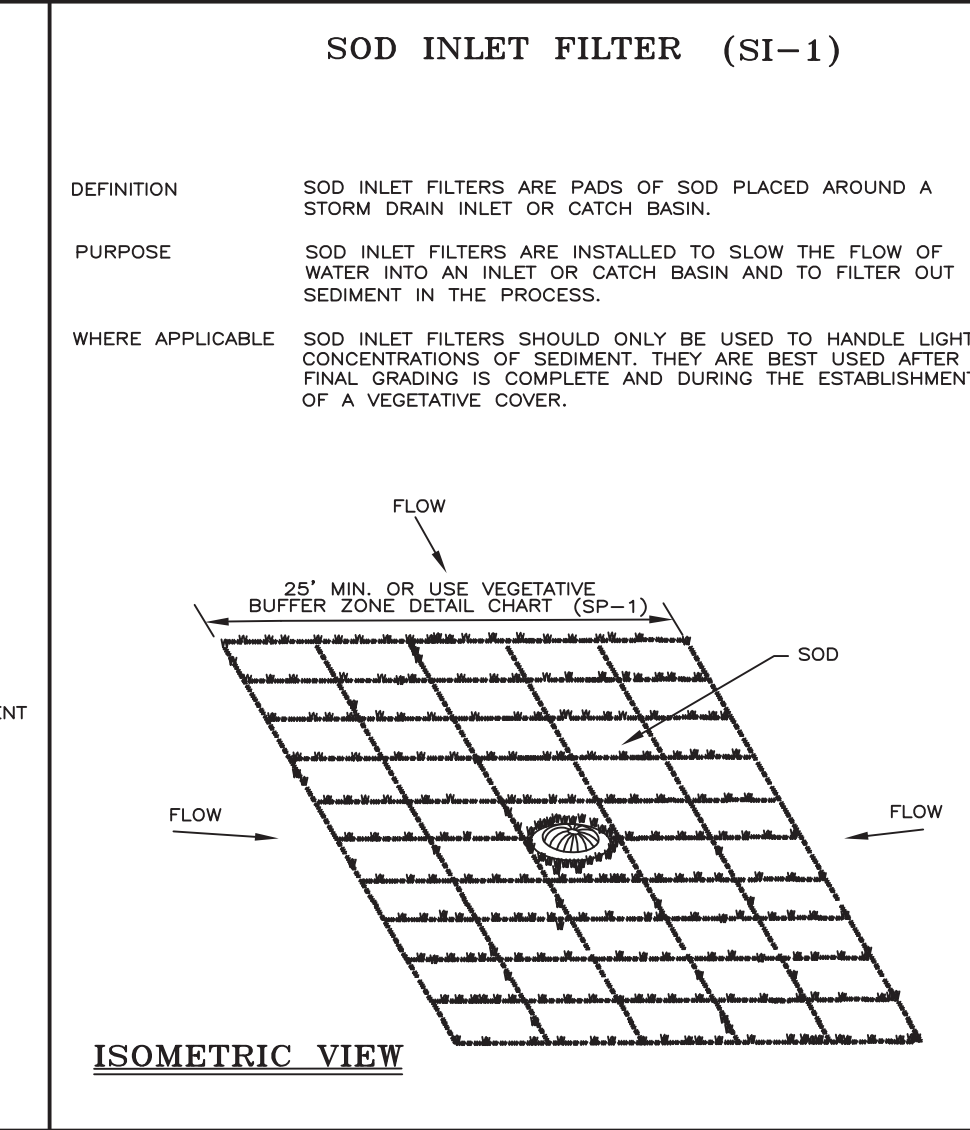 SOD INLET FILTER (SI-1)
DEFINITION SOD INLET FILTERS ARE PADS OF SOD PLACED AROUND A
STORM DRAIN INLET OR CATCH BASIN.
PURPOSE SOD INLET FILTERS ARE INSTALLED TO SLOW THE FLOW OF
WATER INTO AN INLET OR CATCH BASIN AND TO FILTER OUT
SEDIMENT IN THE PROCESS.
WHERE APPLICABLE SOD INLET FILTERS SHOULD ONLY BE USED TO HANDLE LIGHT
CONCENTRATIONS OF SEDIMENT. THEY ARE BEST USED AFTER
FINAL GRADING IS COMPLETE AND DURING THE ESTABLISHMENT
OF A VEGETATIVE COVER.
FLOW
25' MIN. OR USE VEGETATIVE
BUFFER ZONE DETAIL CHART (SP-1)
SOD
ENT
FLOW
FLOW
ISOMETRIC VIEW